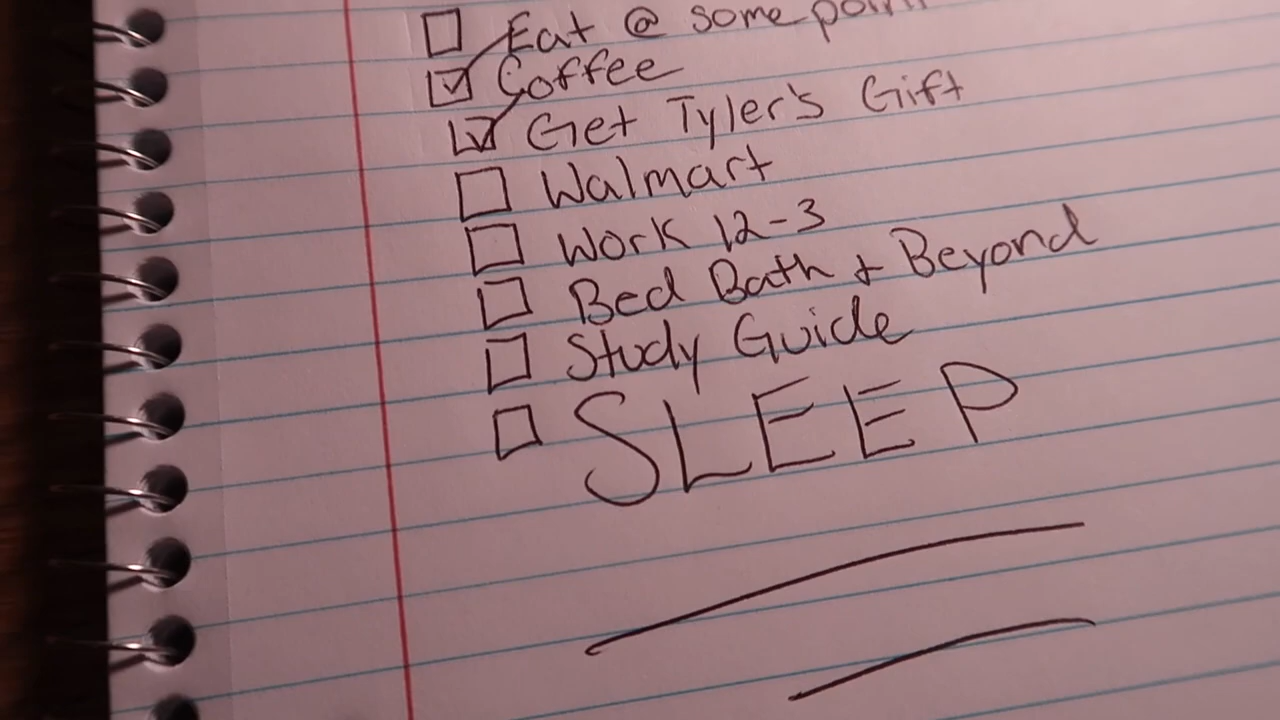 Eat @ some point
Coffee
Get Tyler's Gift
Walmart
Work 12-3
Bed Bath + Beyond
Study Guide
SLEEP